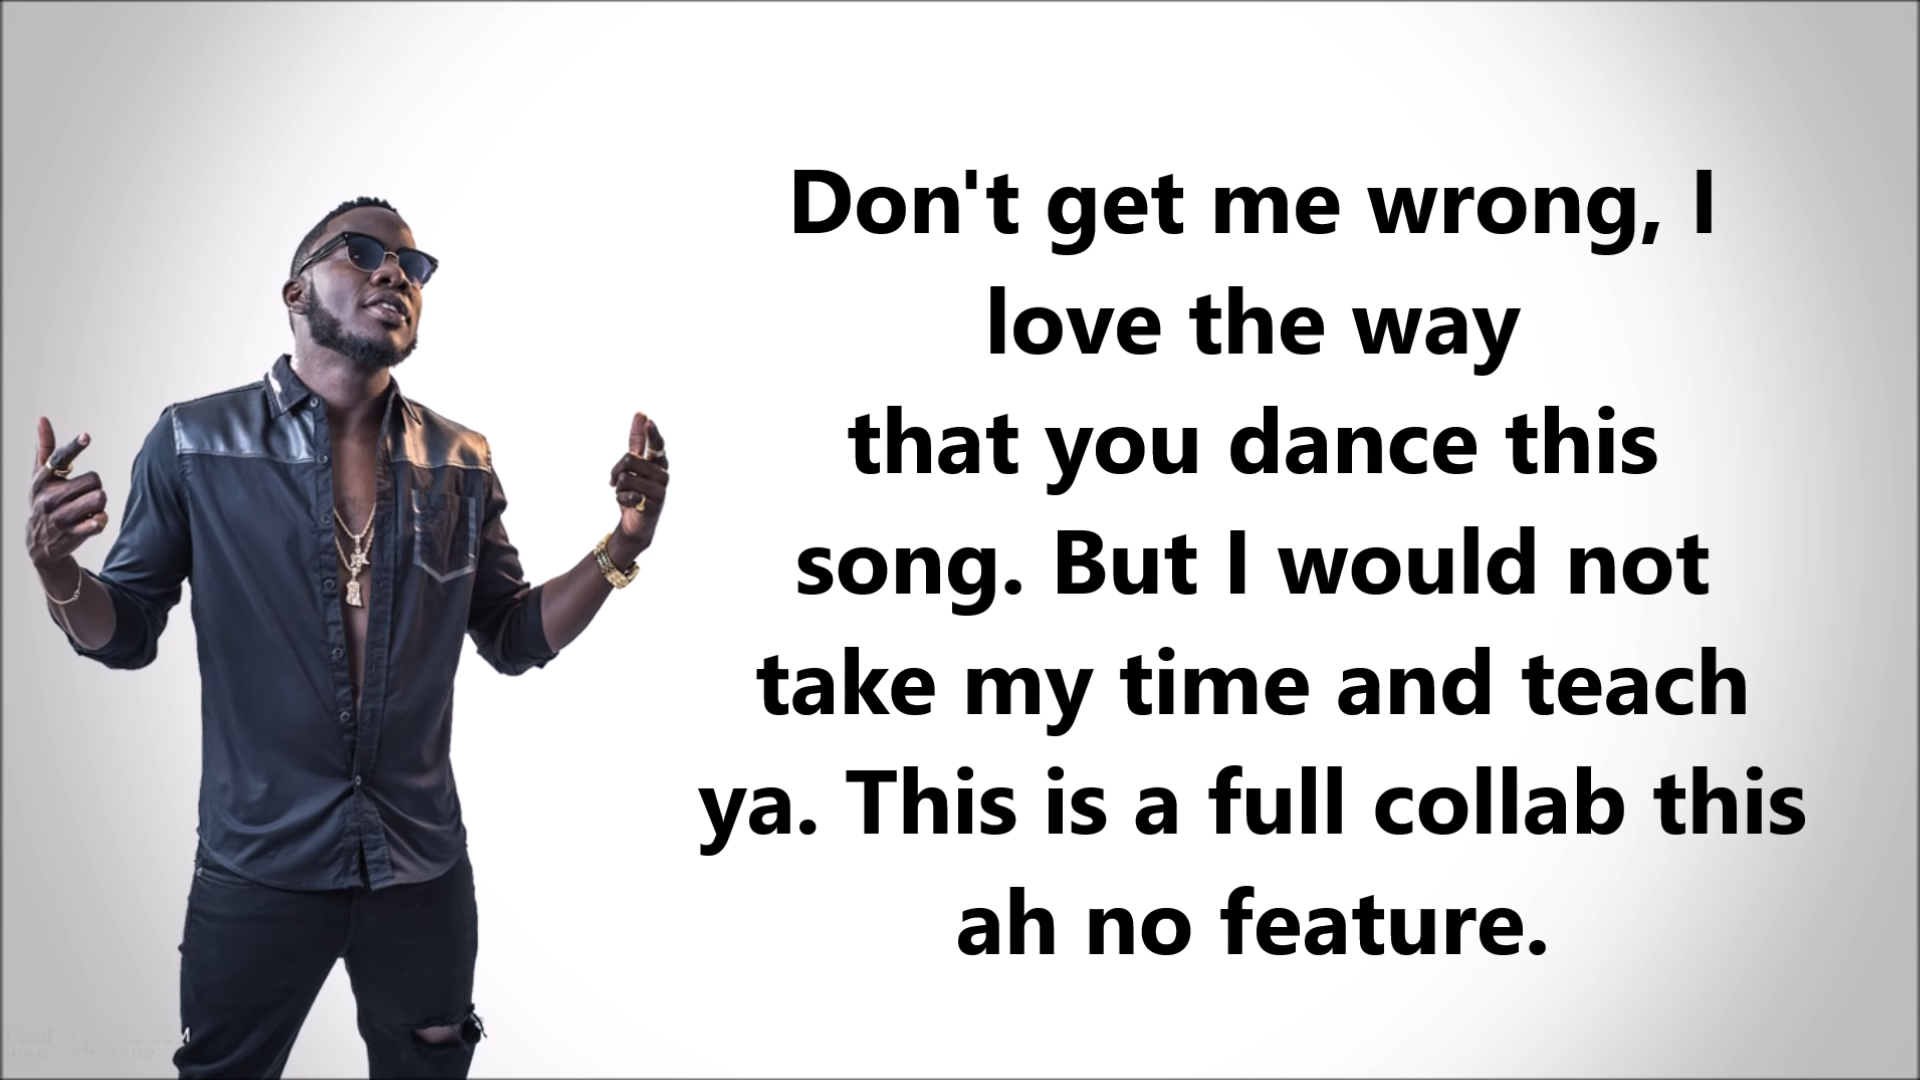 Don't get me wrong, I
love the way
that you dance this
song. But I would not
take my time and teach
ya. This is a full collab this
ah no feature.